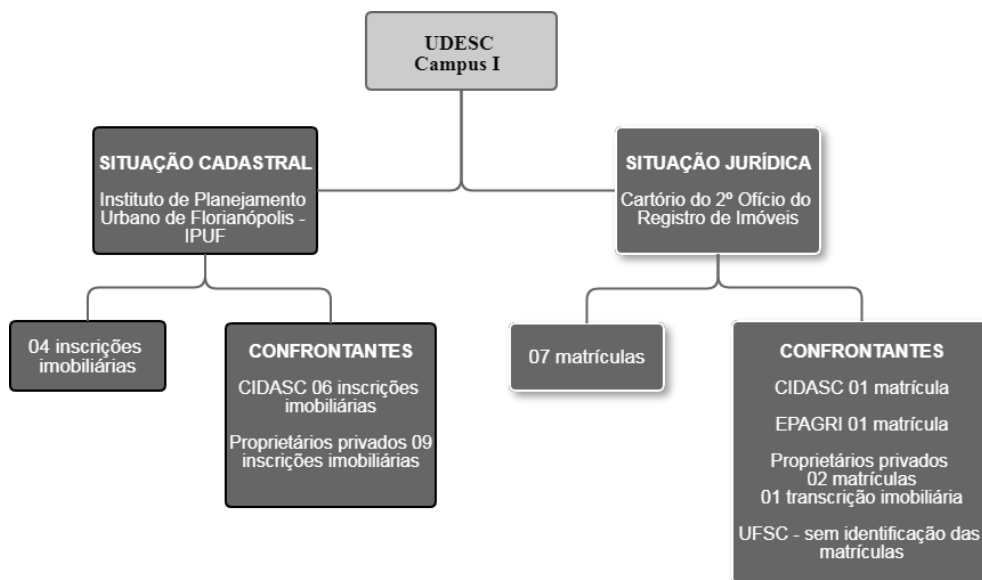 UDESC
Campus I
SITUAÇÃO CADASTRAL
Instituto de Planejamento
Urbano de Florianópolis -
IPUF
SITUAÇÃO JURÍDICA
Cartório do 2º Ofício do
Registro de Imóveis
04 inscrições
imobiliárias
CONFRONTANTES
CIDASC 06 inscrições
imobiliárias
Proprietários privados 09
inscrições imobiliárias
07 matrículas
CONFRONTANTES
CIDASC 01 matrícula
EPAGRI 01 matrícula
Proprietários privados
02 matrículas
01 transcrição imobiliária
UFSC - sem identificação das
matrículas